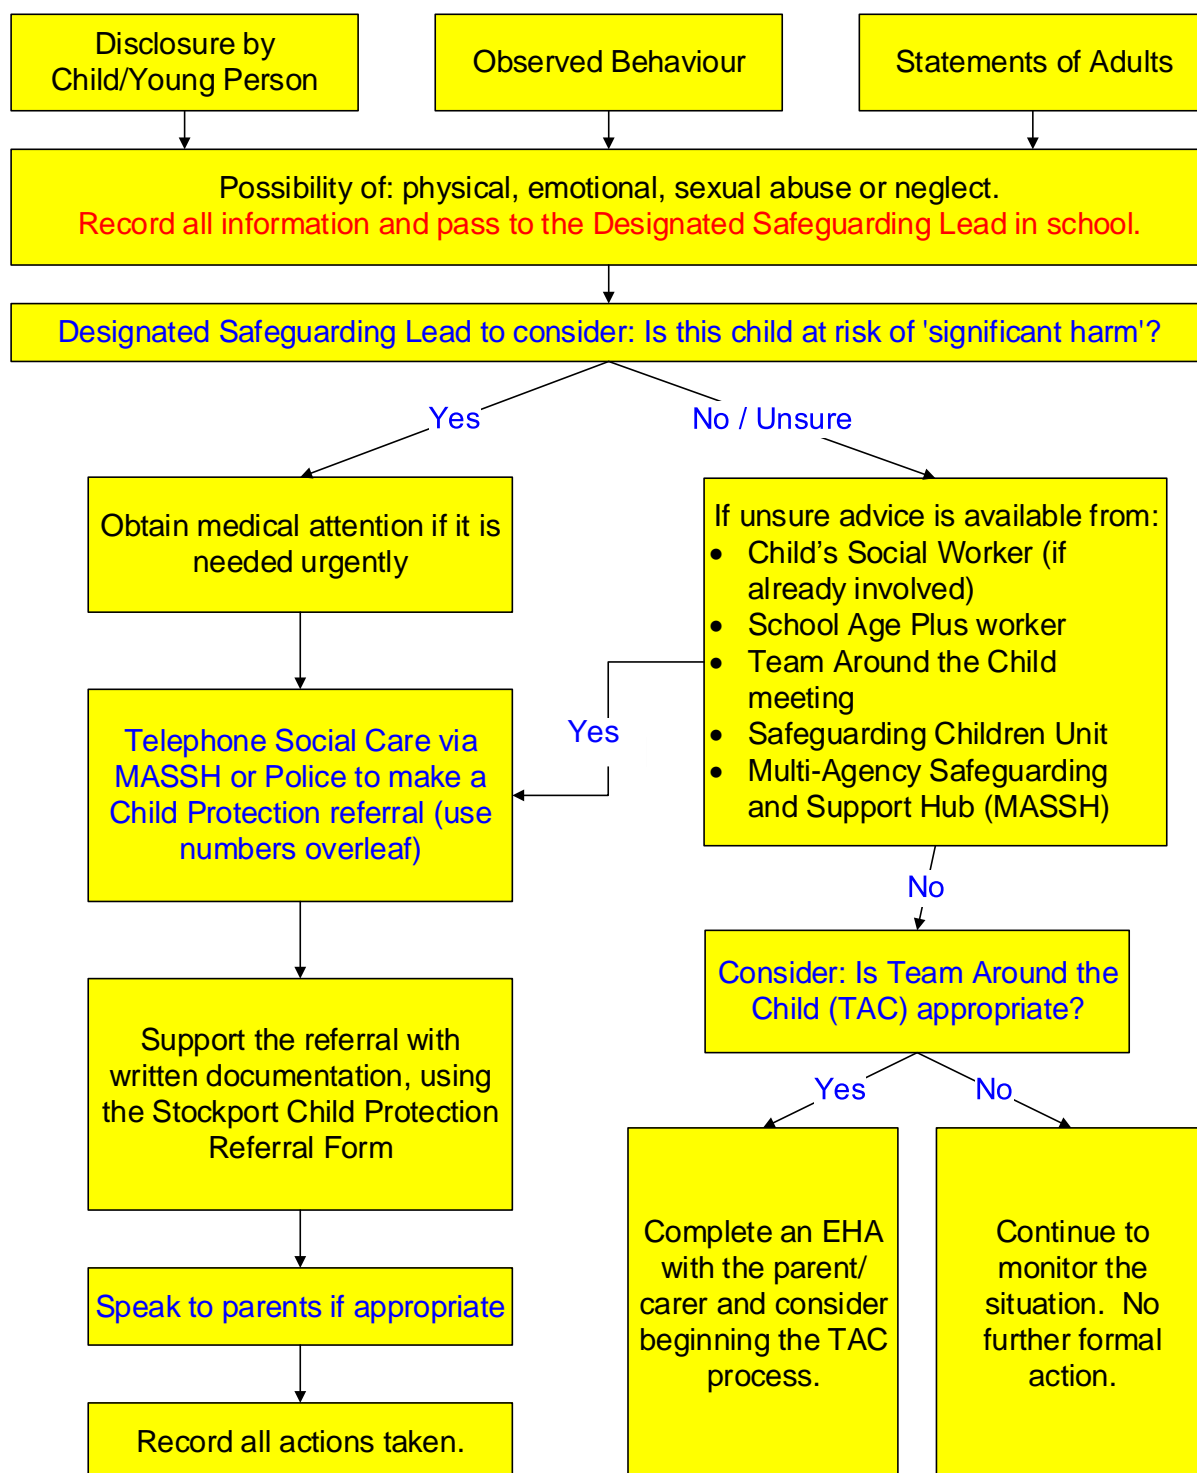 Disclosure by
Child/Young Person
Observed Behaviour
Statements of Adults
Possibility of: physical, emotional, sexual abuse or neglect.
Record all information and pass to the Designated Safeguarding Lead in school.
Designated Safeguarding Lead to consider: Is this child at risk of 'significant harm'?
Yes
No / Unsure
Obtain medical attention if it is
needed urgently
If unsure advice is available from:
• Child’s Social Worker (if
already involved)
• School Age Plus worker
• Team Around the Child
meeting
• Safeguarding Children Unit
• Multi-Agency Safeguarding
and Support Hub (MASSH)
Yes
Telephone Social Care via
MASSH or Police to make a
Child Protection referral (use
numbers overleaf)
No
Consider: Is Team Around the
Child (TAC) appropriate?
Support the referral with
written documentation, using
the Stockport Child Protection
Referral Form
Yes
No
Speak to parents if appropriate
Record all actions taken.
Complete an EHA
with the parent/
carer and consider
beginning the TAC
process.
Continue to
monitor the
situation.  No
further formal
action.